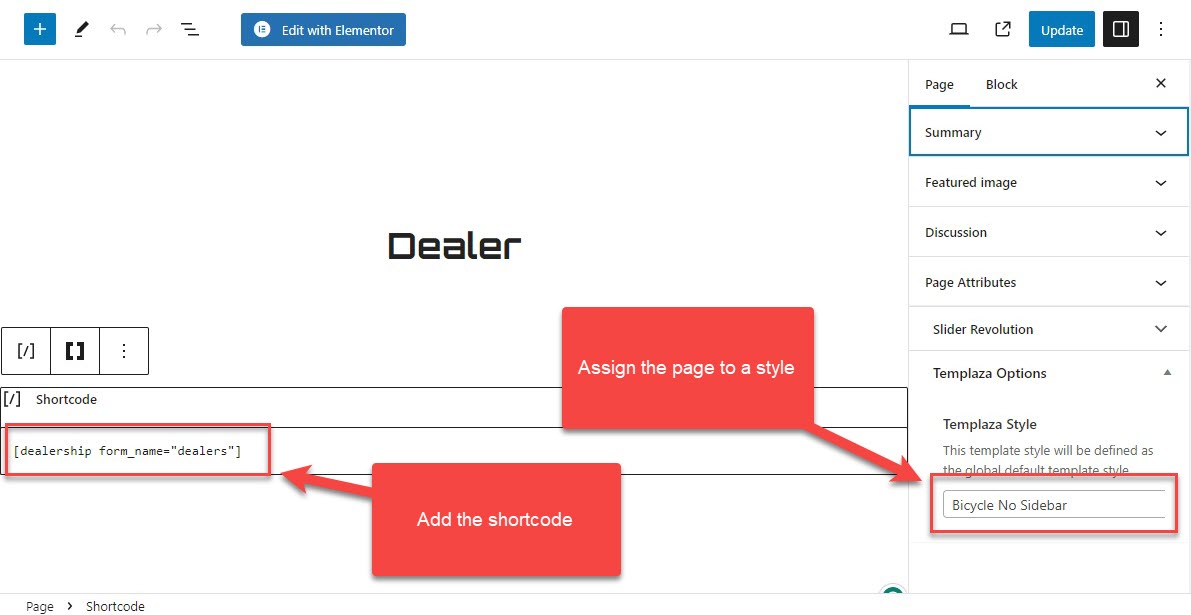 Edit with Elementor
Update
Page
Block
Summary
Featured image
Discussion
Page Attributes
Slider Revolution
Templaza Options
Templaza Style
This template style will be defined as
the global default template style
Bicycle No Sidebar
Dealer
Assign the page to a style
[/]
[/] Shortcode
[dealership form_name="dealers"]
Add the shortcode
Page > Shortcode